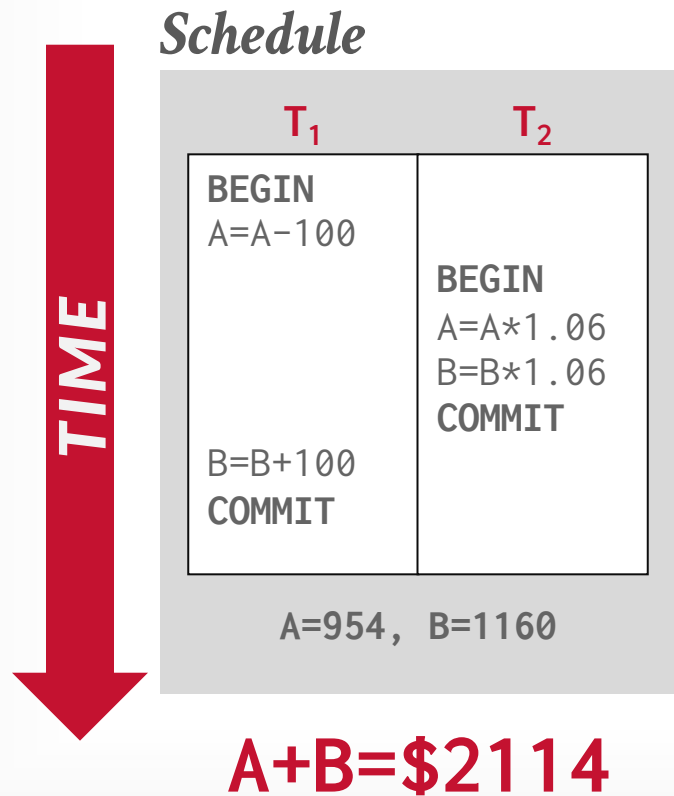 Schedule
TIME
T₁ T₂
BEGIN
A=A-100
BEGIN
A=A*1.06
B=B*1.06
COMMIT
B=B+100
COMMIT
A=954, B=1160
A+B=$2114